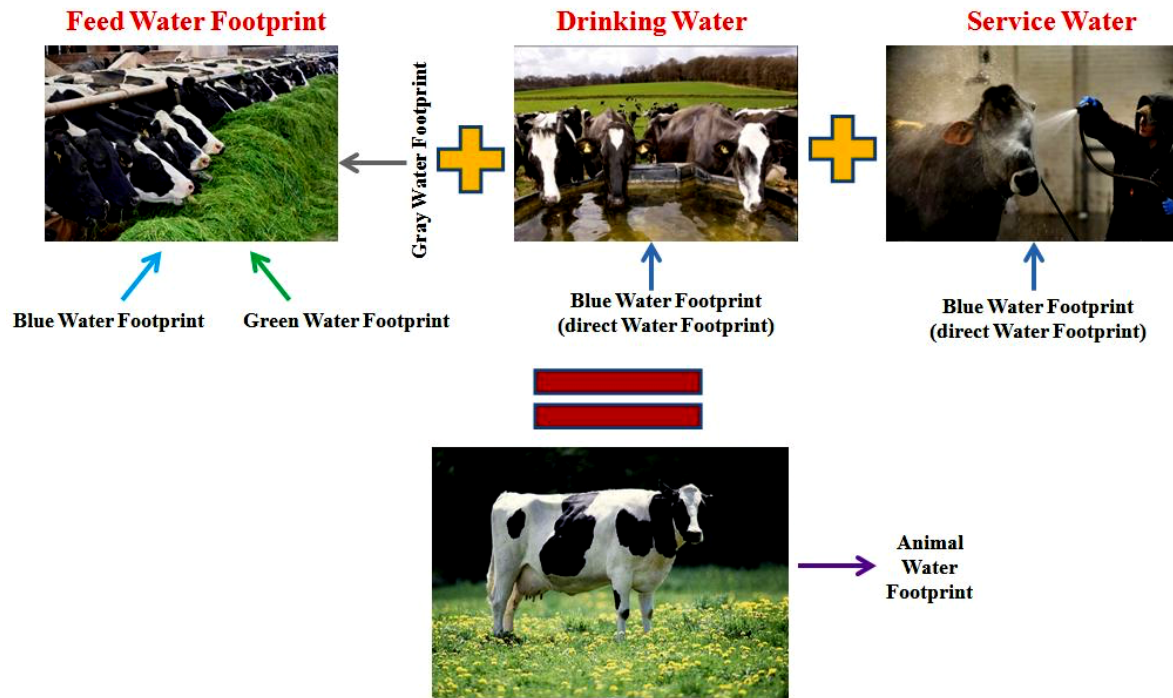 Feed Water Footprint
Drinking Water
Service Water
Gray Water Footprint
Blue Water Footprint
Green Water Footprint
Blue Water Footprint
(direct Water Footprint)
Blue Water Footprint
(direct Water Footprint)
Animal
Water
Footprint